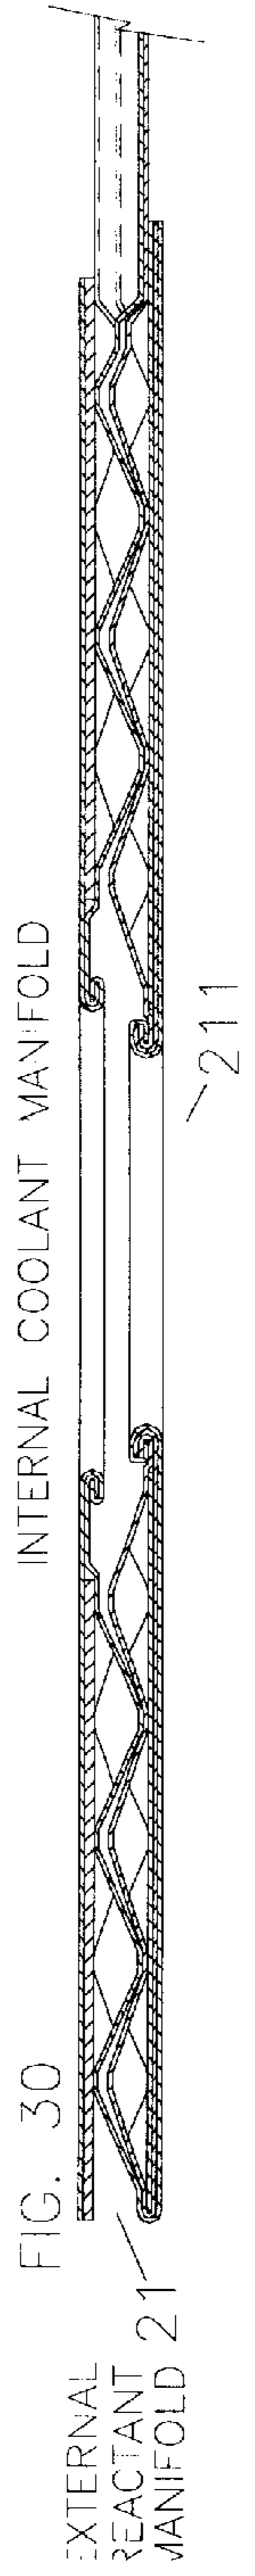 FIG. 30
INTERNAL COOLANT MANIFOLD
EXTERNAL
REACTANT
MANIFOLD
21
211